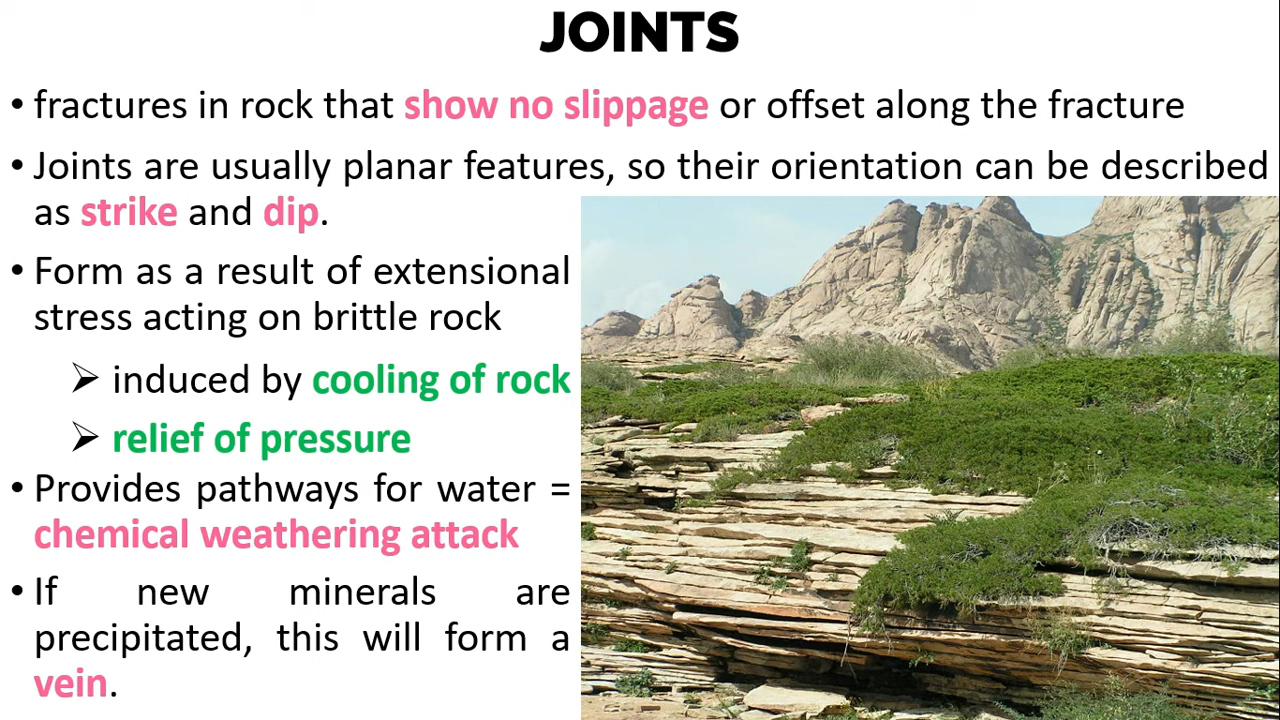 JOINTS
• fractures in rock that show no slippage or offset along the fracture
• Joints are usually planar features, so their orientation can be described
as strike and dip.
• Form as a result of extensional
stress acting on brittle rock
➢ induced by cooling of rock
➢ relief of pressure
• Provides pathways for water =
chemical weathering attack
• If new minerals are
precipitated, this will form a
vein.